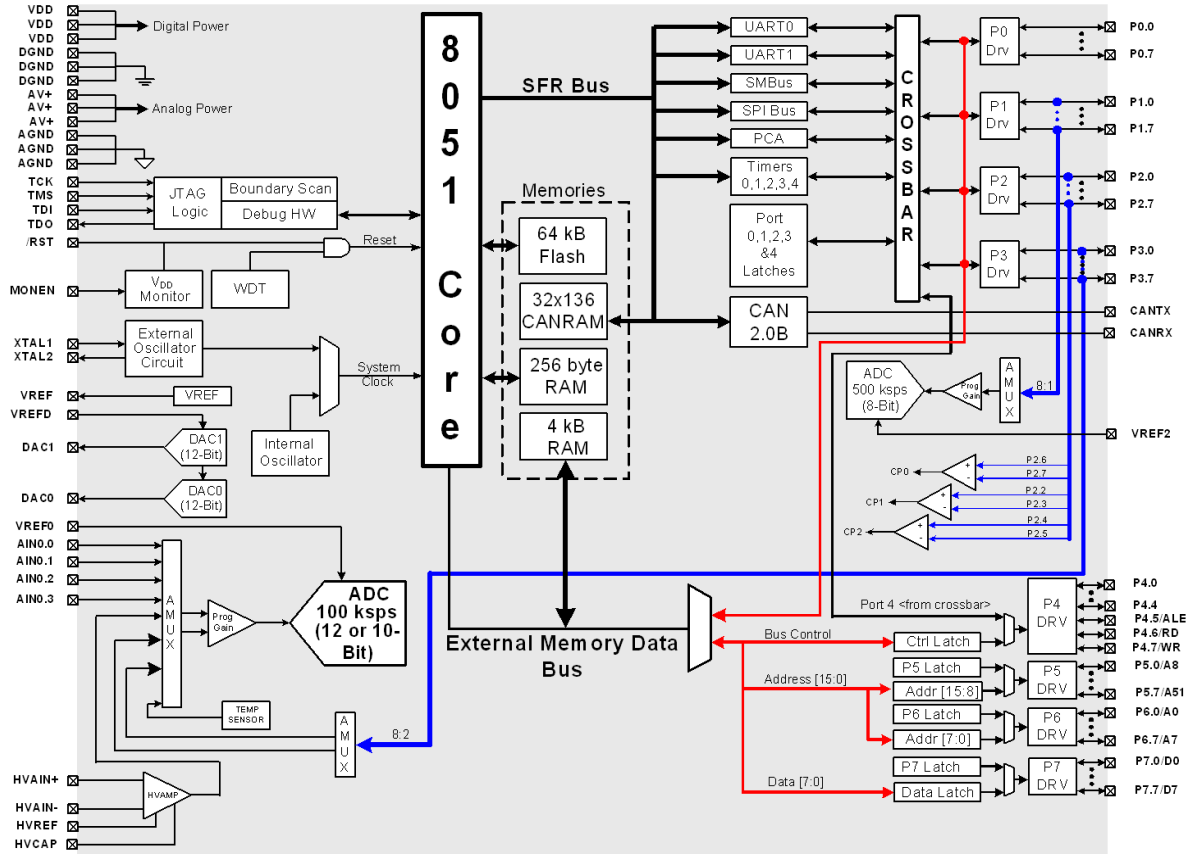 VDD
VDD
VDD
DGND
DGND
DGND
AV+
AV+
AV+
AGND
AGND
AGND
TCK
TMS
TDI
TDO
/RST
MONEN
XTAL1
XTAL2
VREF
VREFD
DAC1
DAC0
VREF0
AIN0.0
AIN0.1
AIN0.2
AIN0.3
HVAIN+
HVAIN-
HVREF
HVCAP
Digital Power
Analog Power
JTAG
Logic
Boundary Scan
Debug HW
Reset
VDD
Monitor
WDT
External
Oscillator
Circuit
System
Clock
VREF
Internal
Oscillator
DAC1
(12-Bit)
DAC0
(12-Bit)
AMUX
Prog
Gain
ADC
100 ksps
(12 or 10-
Bit)
TEMP
SENSOR
AMUX
8:2
HVAMP
8051 Core
SFR Bus
Memories
64 kB
Flash
32x136
CANRAM
256 byte
RAM
4 kB
RAM
External Memory Data
Bus
UART0
UART1
SMBus
SPI Bus
PCA
Timers
0,1,2,3,4
Port
0,1,2,3
&4
Latches
CAN
2.0B
CROSSBAR
P0
Drv
P1
Drv
P2
Drv
P3
Drv
ADC
500 ksps
(8-Bit)
Prog
Gain
AMUX
8:1
CP0
+
-
P2.6
P2.7
CP1
+
-
P2.2
P2.3
CP2
+
-
P2.4
P2.5
Port 4 <from crossbar>
Bus Control
Ctrl Latch
P4
DRV
Address [15:0]
P5 Latch
Addr [15:8]
P5
DRV
P6 Latch
Addr [7:0]
P6
DRV
Data [7:0]
P7 Latch
Data Latch
P7
DRV
P0.0
P0.7
P1.0
P1.7
P2.0
P2.7
P3.0
P3.7
CANTX
CANRX
VREF2
P4.0
P4.4
P4.5/ALE
P4.6/RD
P4.7/WR
P5.0/A8
P5.7/A51
P6.0/A0
P6.7/A7
P7.0/D0
P7.7/D7